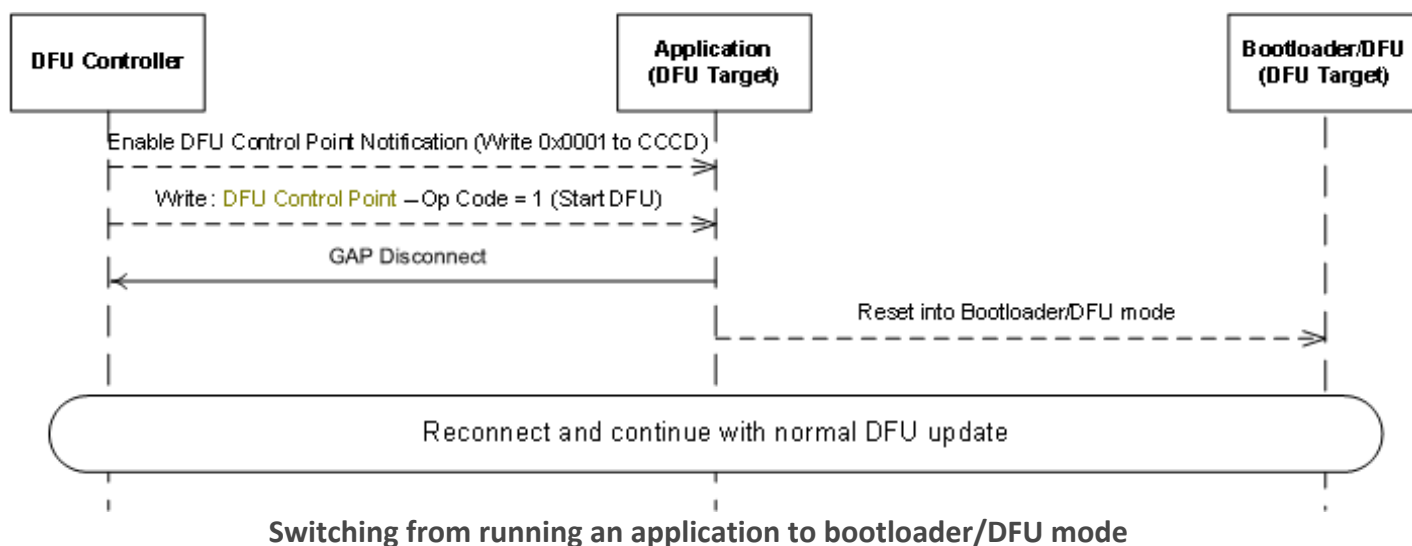 DFU Controller
Application
(DFU Target)
Bootloader/DFU
(DFU Target)
Enable DFU Control Point Notification (Write 0x0001 to CCCD)
Write: DFU Control Point – Op Code = 1 (Start DFU)
GAP Disconnect
Reset into Bootloader/DFU mode
Reconnect and continue with normal DFU update
Switching from running an application to bootloader/DFU mode